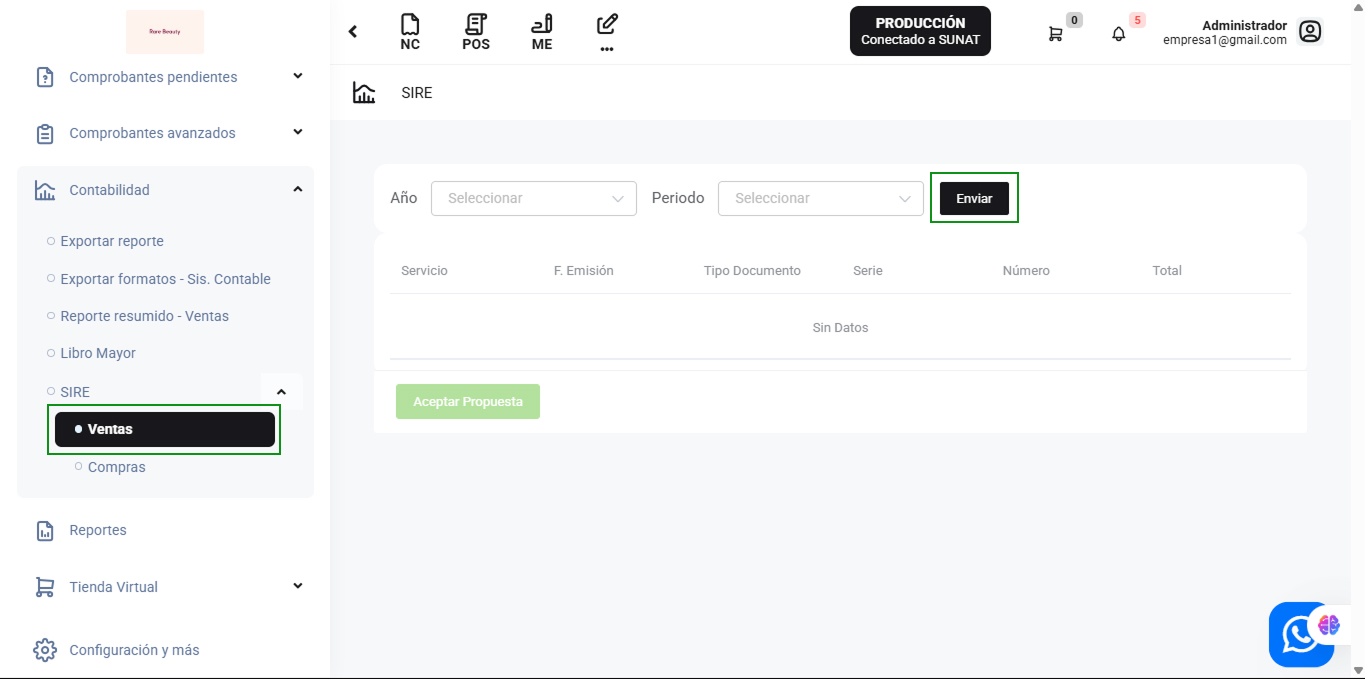 Rare Beauty
NC
POS
ME
...
PRODUCCIÓN
Conectado a SUNAT
0
5
Administrador
empresa1@gmail.com
Comprobantes pendientes
Comprobantes avanzados
Contabilidad
Exportar reporte
Exportar formatos - Sis. Contable
Reporte resumido - Ventas
Libro Mayor
SIRE
Ventas
Compras
Reportes
Tienda Virtual
Configuración y más
SIRE
Año Seleccionar Periodo Seleccionar Enviar
Servicio F. Emisión Tipo Documento Serie Número Total
Sin Datos
Aceptar Propuesta